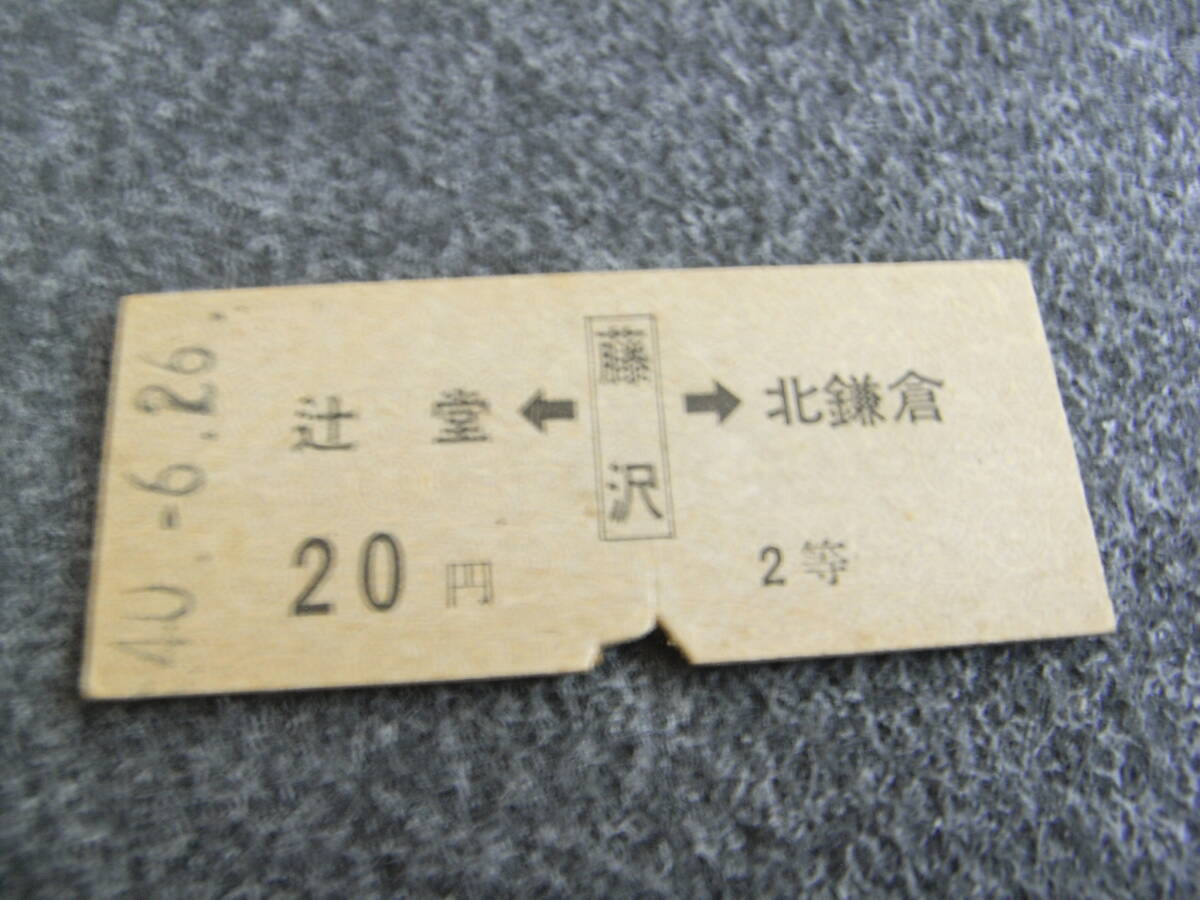 40.-6.26.
辻堂 ← 藤沢 → 北鎌倉
20円 2等